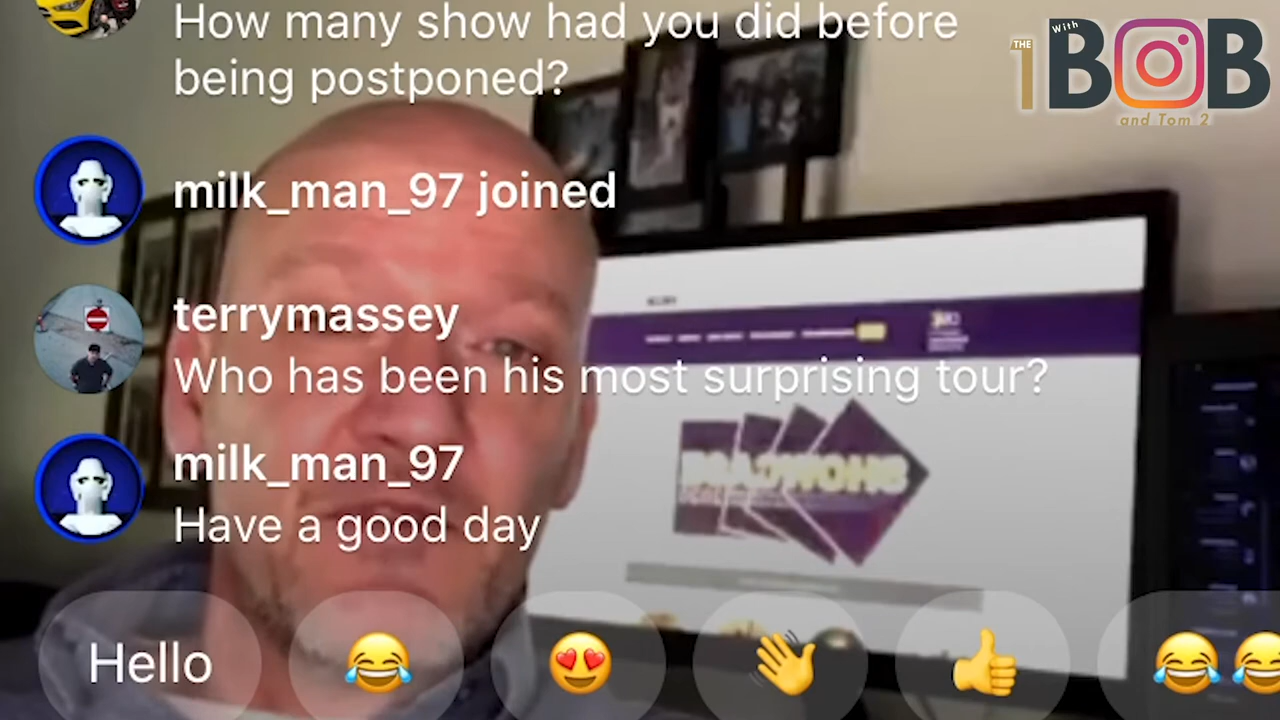 How many show had you did before
being postponed?
THE 1 With BOB
and Tom 2
milk_man_97 joined
terrymassey
Who has been his most surprising tour?
milk_man_97
Have a good day
Hello